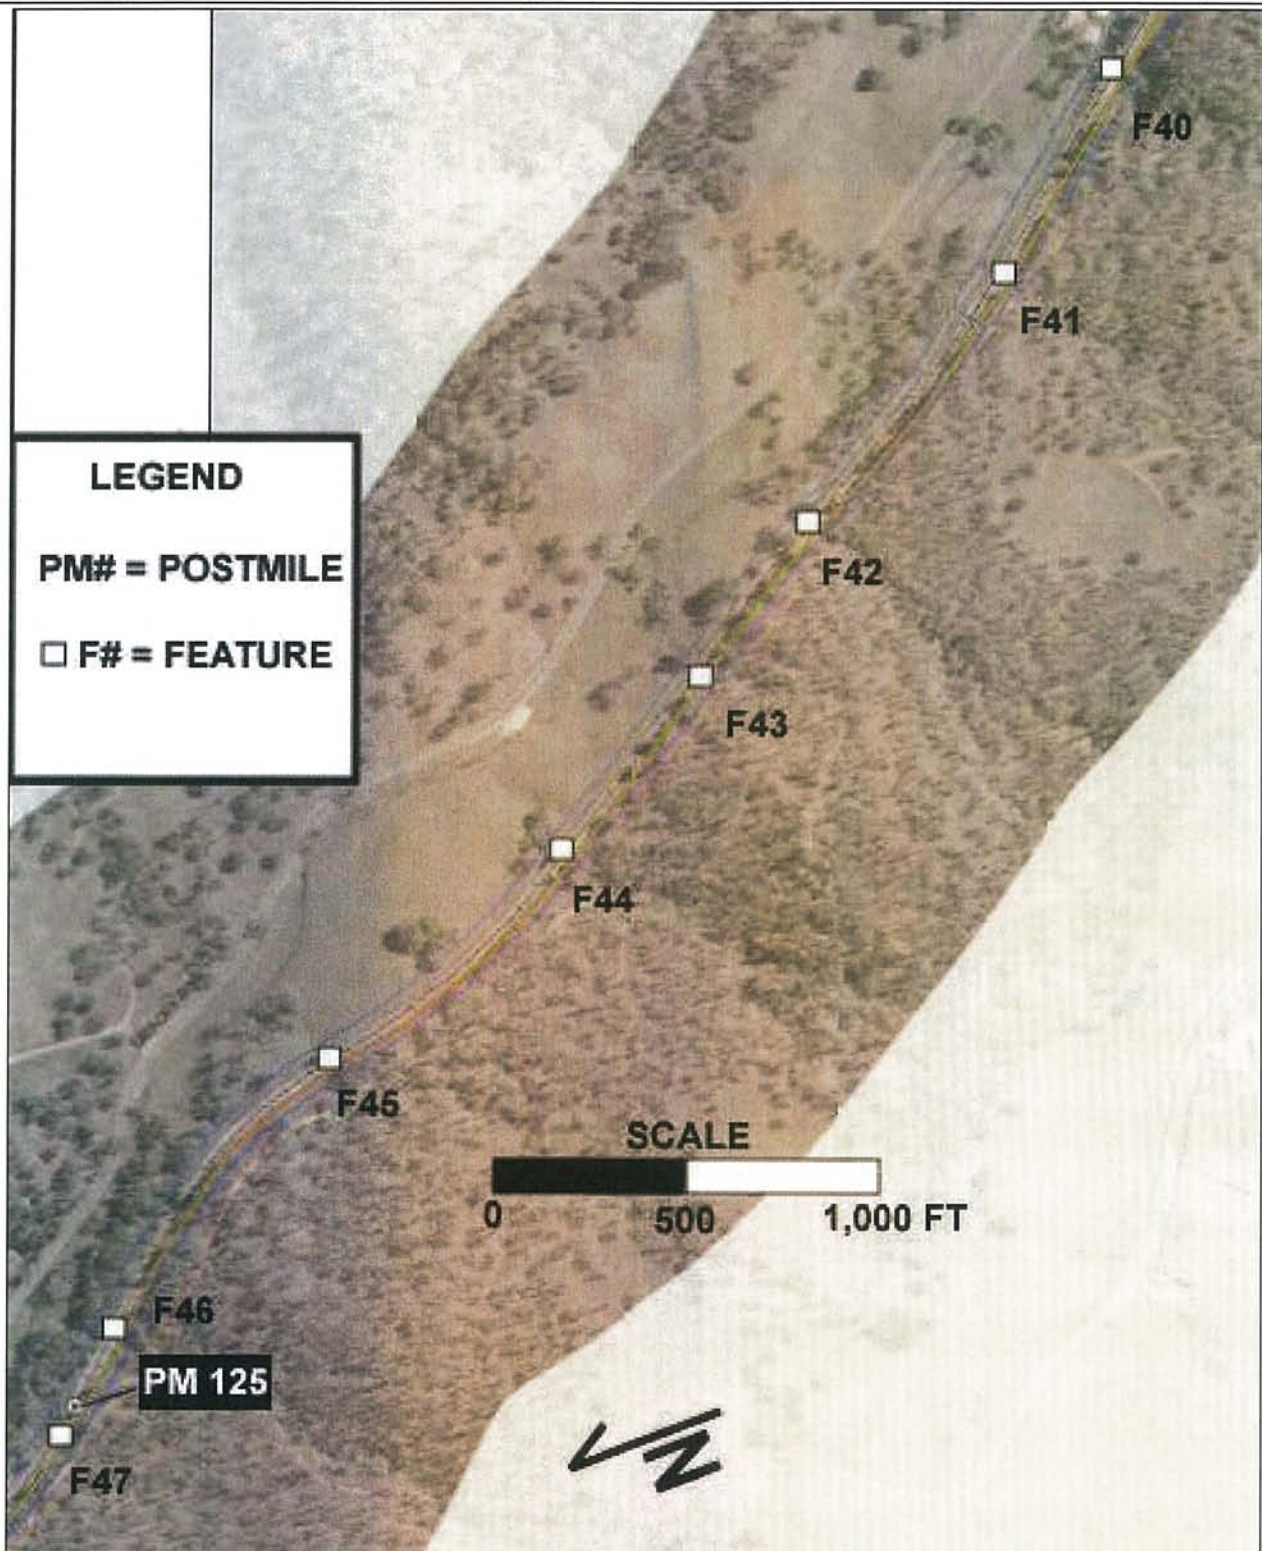 F40
F41
LEGEND
PM# = POSTMILE
F42
F# = FEATURE
F43
F44
F45
SCALE
0 500 1,000 FT
F46
PM 125
N
F47